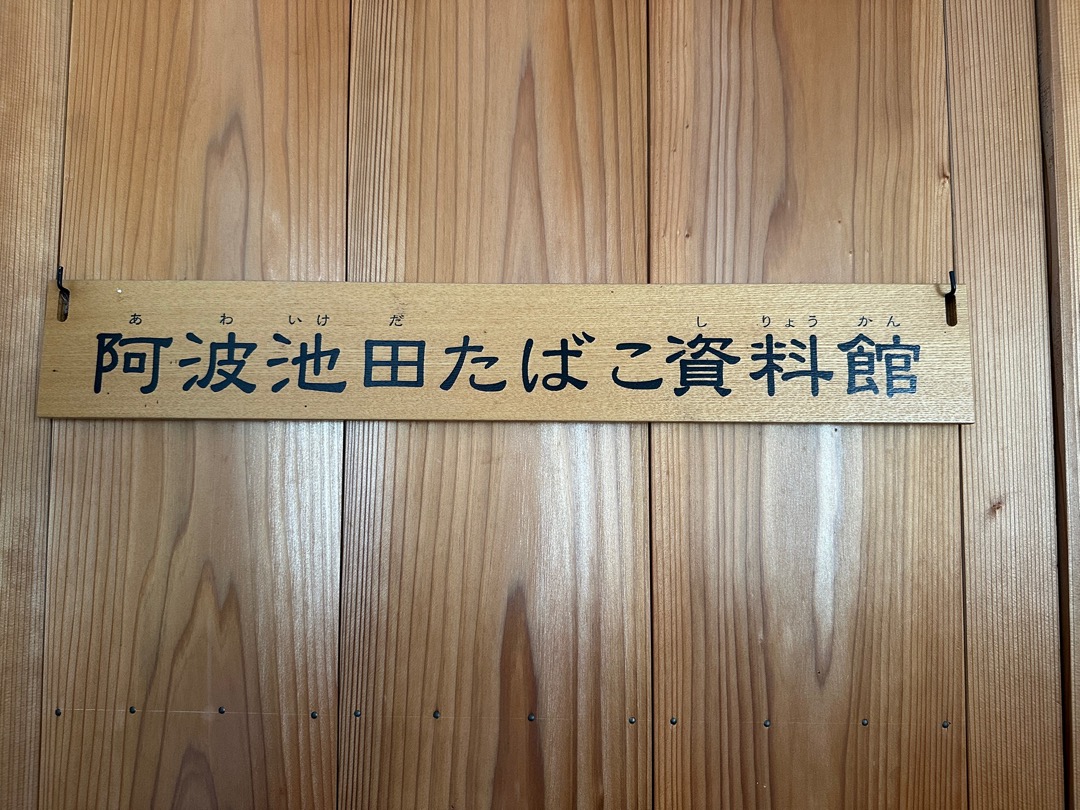 あ わ いけ だ し りょう かん
阿波池田たばこ資料館